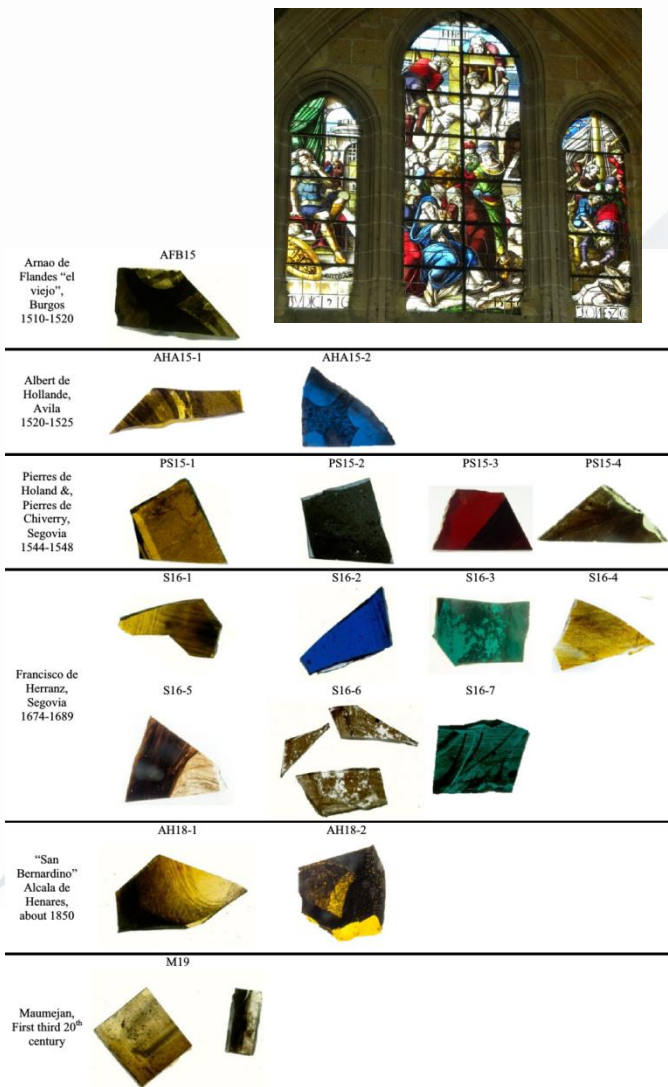 AFB15
Arnao de
Flandes “el
viejo”,
Burgos
1510-1520
AHA15-1 AHA15-2
Albert de
Hollande,
Avila
1520-1525
PS15-1 PS15-2 PS15-3 PS15-4
Pierres de
Holand &,
Pierres de
Chiverry,
Segovia
1544-1548
S16-1 S16-2 S16-3 S16-4
Francisco de
Herranz,
Segovia
1674-1689
S16-5 S16-6 S16-7
AH18-1 AH18-2
“San
Bernardino”
Alcala de
Henares,
about 1850
M19
Maumejan,
First third 20th
century